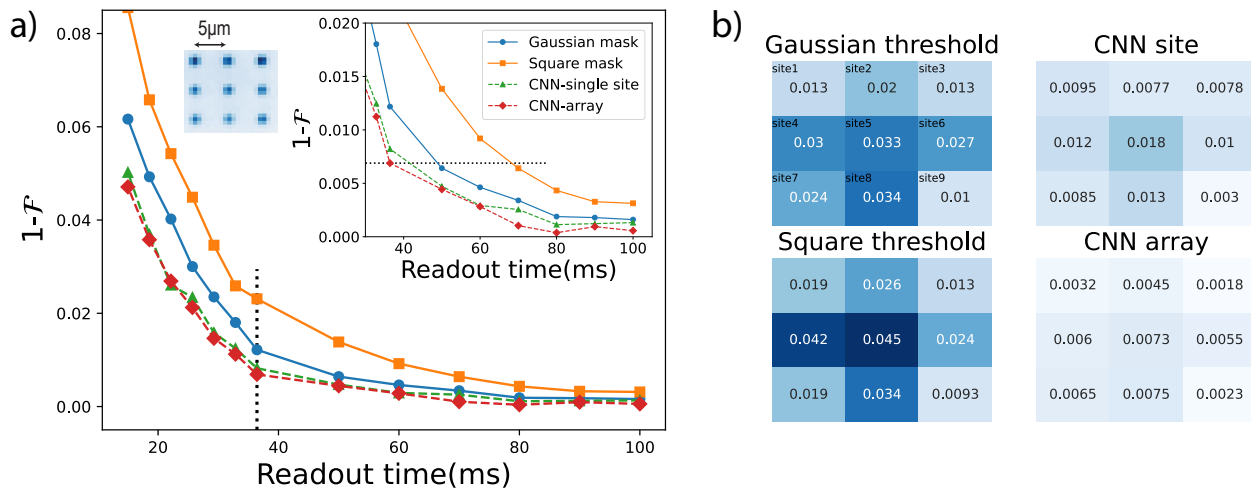 a)
5μm
1-𝓕
0.08
0.06
0.04
0.02
0.00
20
40
60
80
100
Readout time(ms)
1-𝓕
0.020
0.015
0.010
0.005
0.000
40
60
80
100
Readout time(ms)
Gaussian mask
Square mask
CNN-single site
CNN-array
b)
Gaussian threshold
site1 site2 site3
0.013 0.02 0.013
site4 site5 site6
0.03 0.033 0.027
site7 site8 site9
0.024 0.034 0.01
CNN site
0.0095 0.0077 0.0078
0.012 0.018 0.01
0.0085 0.013 0.003
Square threshold
0.019 0.026 0.013
0.042 0.045 0.024
0.019 0.034 0.0093
CNN array
0.0032 0.0045 0.0018
0.006 0.0073 0.0055
0.0065 0.0075 0.0023